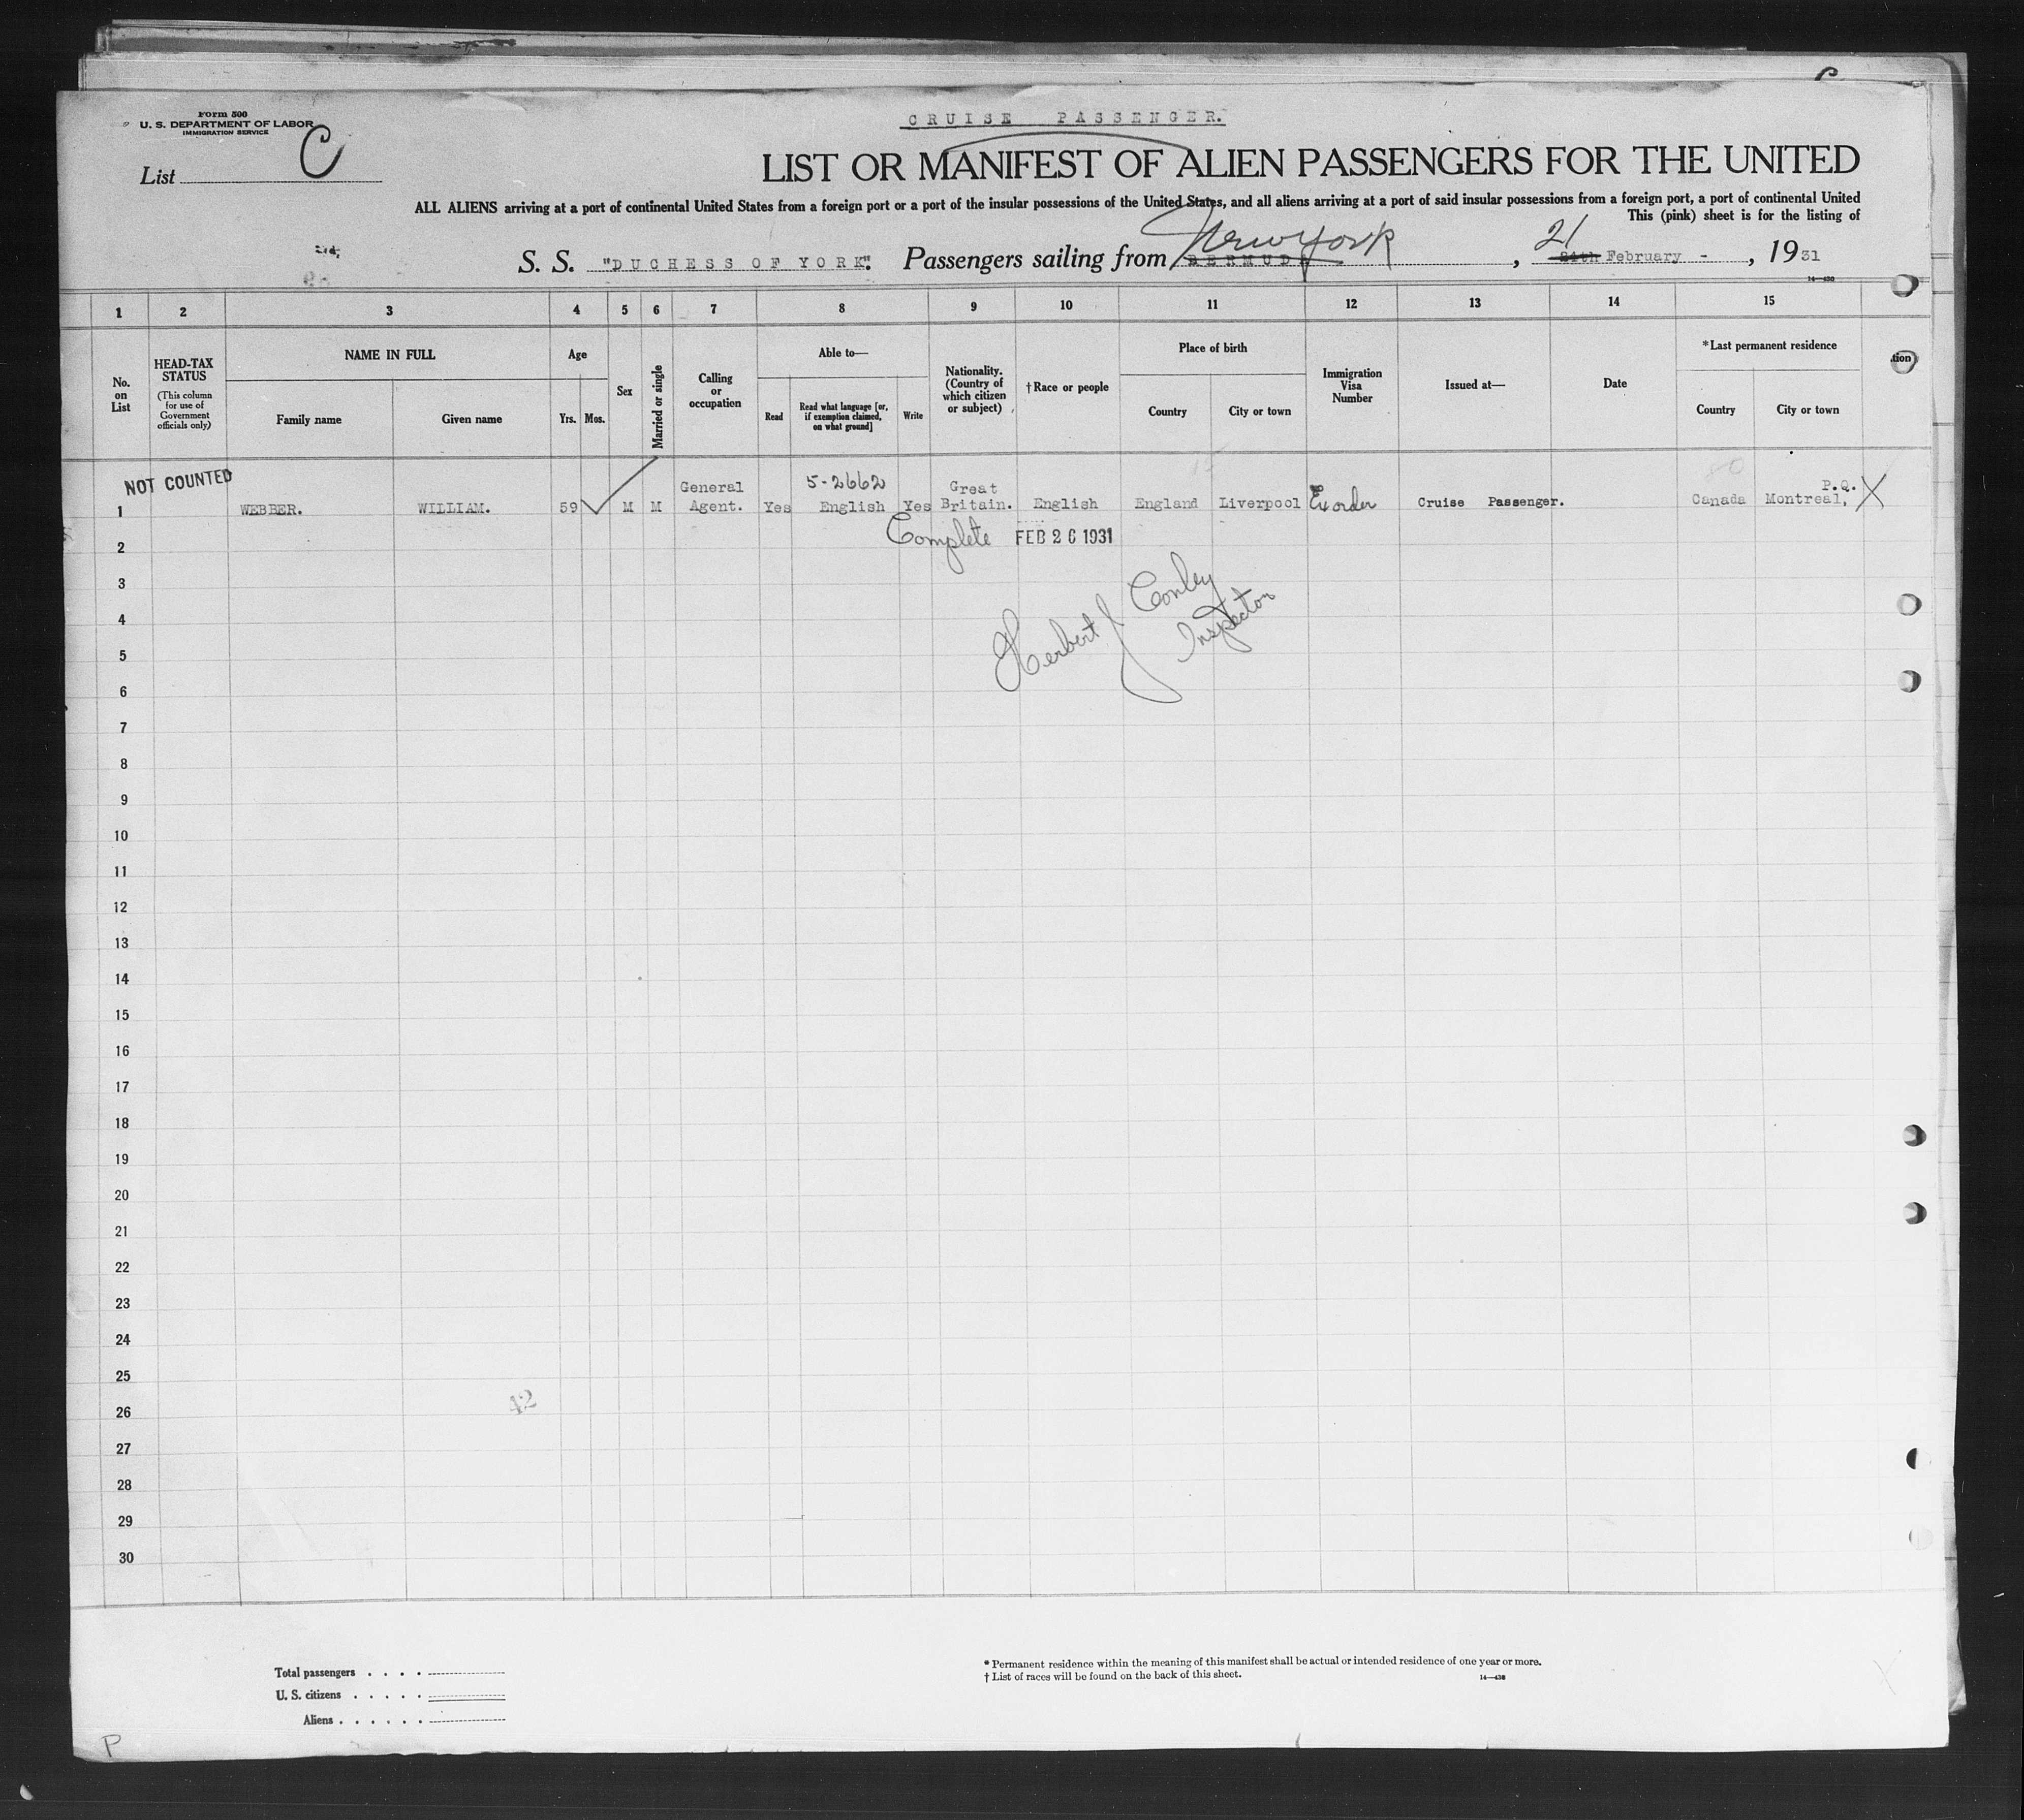 Form 500
U. S. DEPARTMENT OF LABOR
IMMIGRATION SERVICE
C
List
CRUISE PASSENGER.
LIST OR MANIFEST OF ALIEN PASSENGERS FOR THE UNITED
ALL ALIENS arriving at a port of continental United States from a foreign port or a port of the insular possessions of the United States, and all aliens arriving at a port of said insular possessions from a foreign port, a port of continental United
This (pink) sheet is for the listing of
S. S. "DUCHESS OF YORK". Passengers sailing from BERMUDA New York, 21 24th February -, 1931
1 2 3 4 5 6 7 8 9 10 11 12 13 14 15
No. on List
HEAD-TAX STATUS
(This column for use of Government officials only)
NAME IN FULL
Family name
Given name
Age
Yrs. Mos.
Sex
Married or single
Calling or occupation
Able to—
Read
Read what language [or, if exemption claimed, on what ground]
Write
Nationality. (Country of which citizen or subject)
†Race or people
Place of birth
Country
City or town
Immigration Visa Number
Issued at—
Date
*Last permanent residence
Country
City or town
tion)
NOT COUNTED
1 WEBBER. WILLIAM. 59 M M General Agent. Yes 5-2662 English Yes Great Britain. English England Liverpool Ex order Cruise Passenger. Canada Montreal, P.Q. X
2 Complete FEB 26 1931
3
Herbert J Conley
Inspector
4
5
6
7
8
9
10
11
12
13
14
15
16
17
18
19
20
21
22
23
24
25
26
42
27
28
29
30
Total passengers . . . .
U. S. citizens . . . . .
Aliens . . . . . .
* Permanent residence within the meaning of this manifest shall be actual or intended residence of one year or more.
† List of races will be found on the back of this sheet.
14—430
P